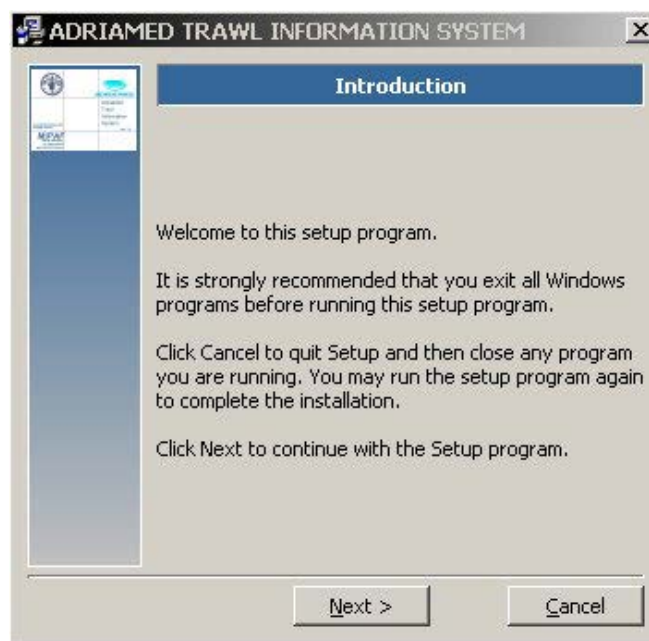 ADRIAMED TRAWL INFORMATION SYSTEM
Introduction
Welcome to this setup program.
It is strongly recommended that you exit all Windows
programs before running this setup program.
Click Cancel to quit Setup and then close any program
you are running. You may run the setup program again
to complete the installation.
Click Next to continue with the Setup program.
Next >
Cancel